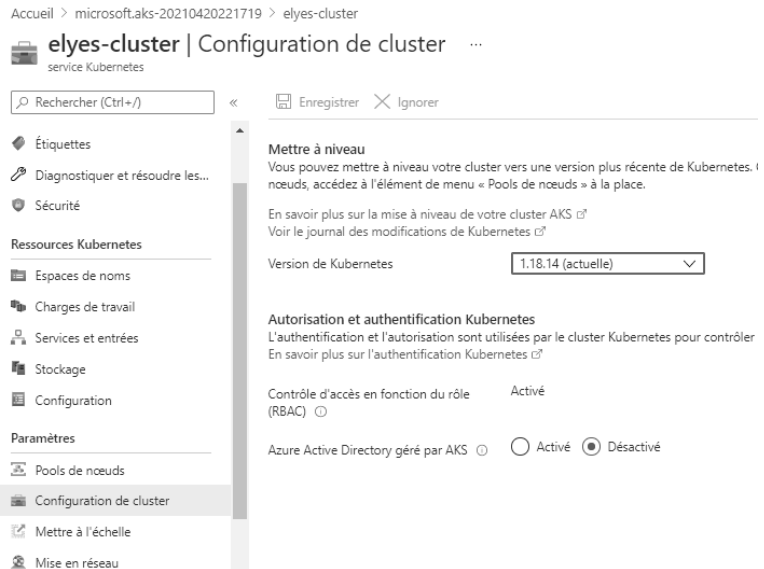 Accueil > microsoft.aks-20210420221719 > elyes-cluster
elyes-cluster | Configuration de cluster ...
service Kubernetes
Rechercher (Ctrl+/)
«
Enregistrer
Ignorer
Étiquettes
Diagnostiquer et résoudre les...
Sécurité
Ressources Kubernetes
Espaces de noms
Charges de travail
Services et entrées
Stockage
Configuration
Paramètres
Pools de nœuds
Configuration de cluster
Mettre à l'échelle
Mise en réseau
Mettre à niveau
Vous pouvez mettre à niveau votre cluster vers une version plus récente de Kubernetes.
nœuds, accédez à l'élément de menu « Pools de nœuds » à la place.
En savoir plus sur la mise à niveau de votre cluster AKS
Voir le journal des modifications de Kubernetes
Version de Kubernetes
1.18.14 (actuelle)
Autorisation et authentification Kubernetes
L'authentification et l'autorisation sont utilisées par le cluster Kubernetes pour contrôler
En savoir plus sur l'authentification Kubernetes
Contrôle d'accès en fonction du rôle
(RBAC)
Activé
Azure Active Directory géré par AKS
Activé
Désactivé